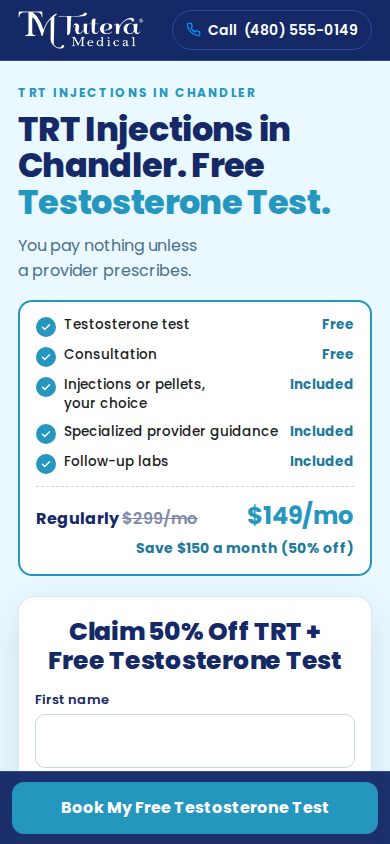 TM Tutera®
Medical
Call (480) 555-0149
TRT INJECTIONS IN CHANDLER
TRT Injections in
Chandler. Free
Testosterone Test.
You pay nothing unless
a provider prescribes.
Testosterone test Free
Consultation Free
Injections or pellets, Included
your choice
Specialized provider guidance Included
Follow-up labs Included
Regularly $299/mo $149/mo
Save $150 a month (50% off)
Claim 50% Off TRT +
Free Testosterone Test
First name
Book My Free Testosterone Test